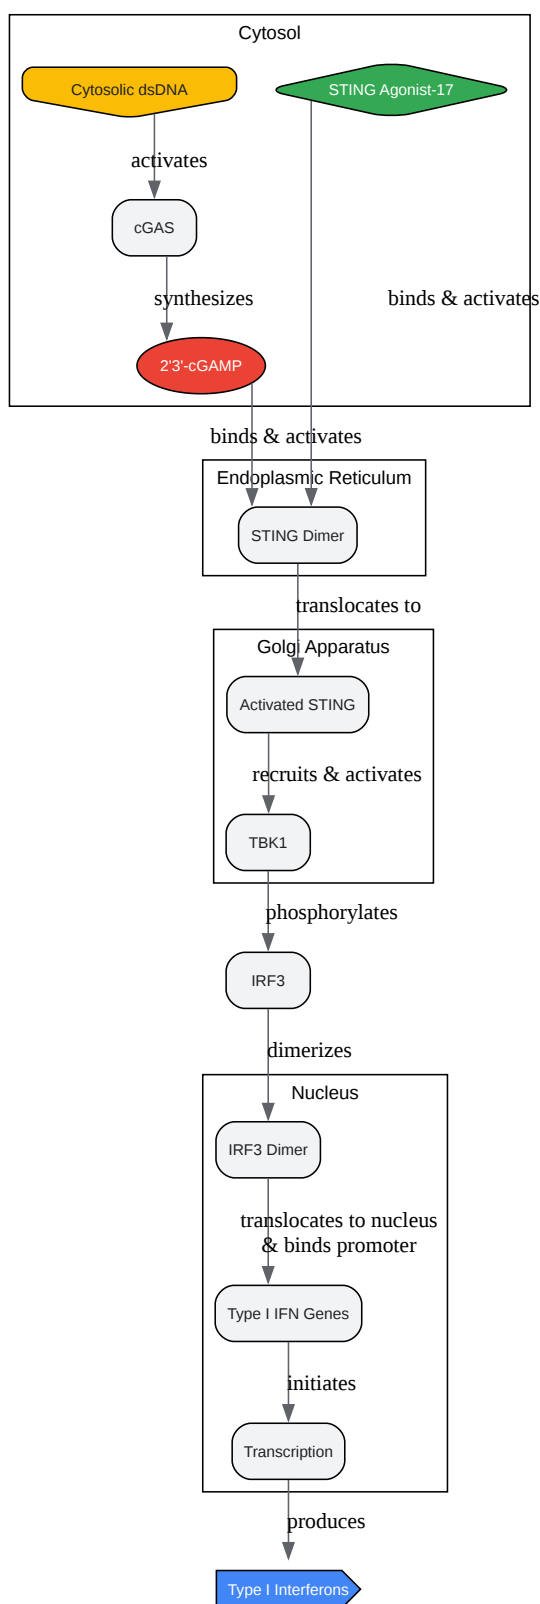 Cytosol
Cytosolic dsDNA
STING Agonist-17
activates
cGAS
synthesizes
binds & activates
2'3'-cGAMP
binds & activates
Endoplasmic Reticulum
STING Dimer
translocates to
Golgi Apparatus
Activated STING
recruits & activates
TBK1
phosphorylates
IRF3
dimerizes
Nucleus
IRF3 Dimer
translocates to nucleus
& binds promoter
Type I IFN Genes
initiates
Transcription
produces
Type I Interferons